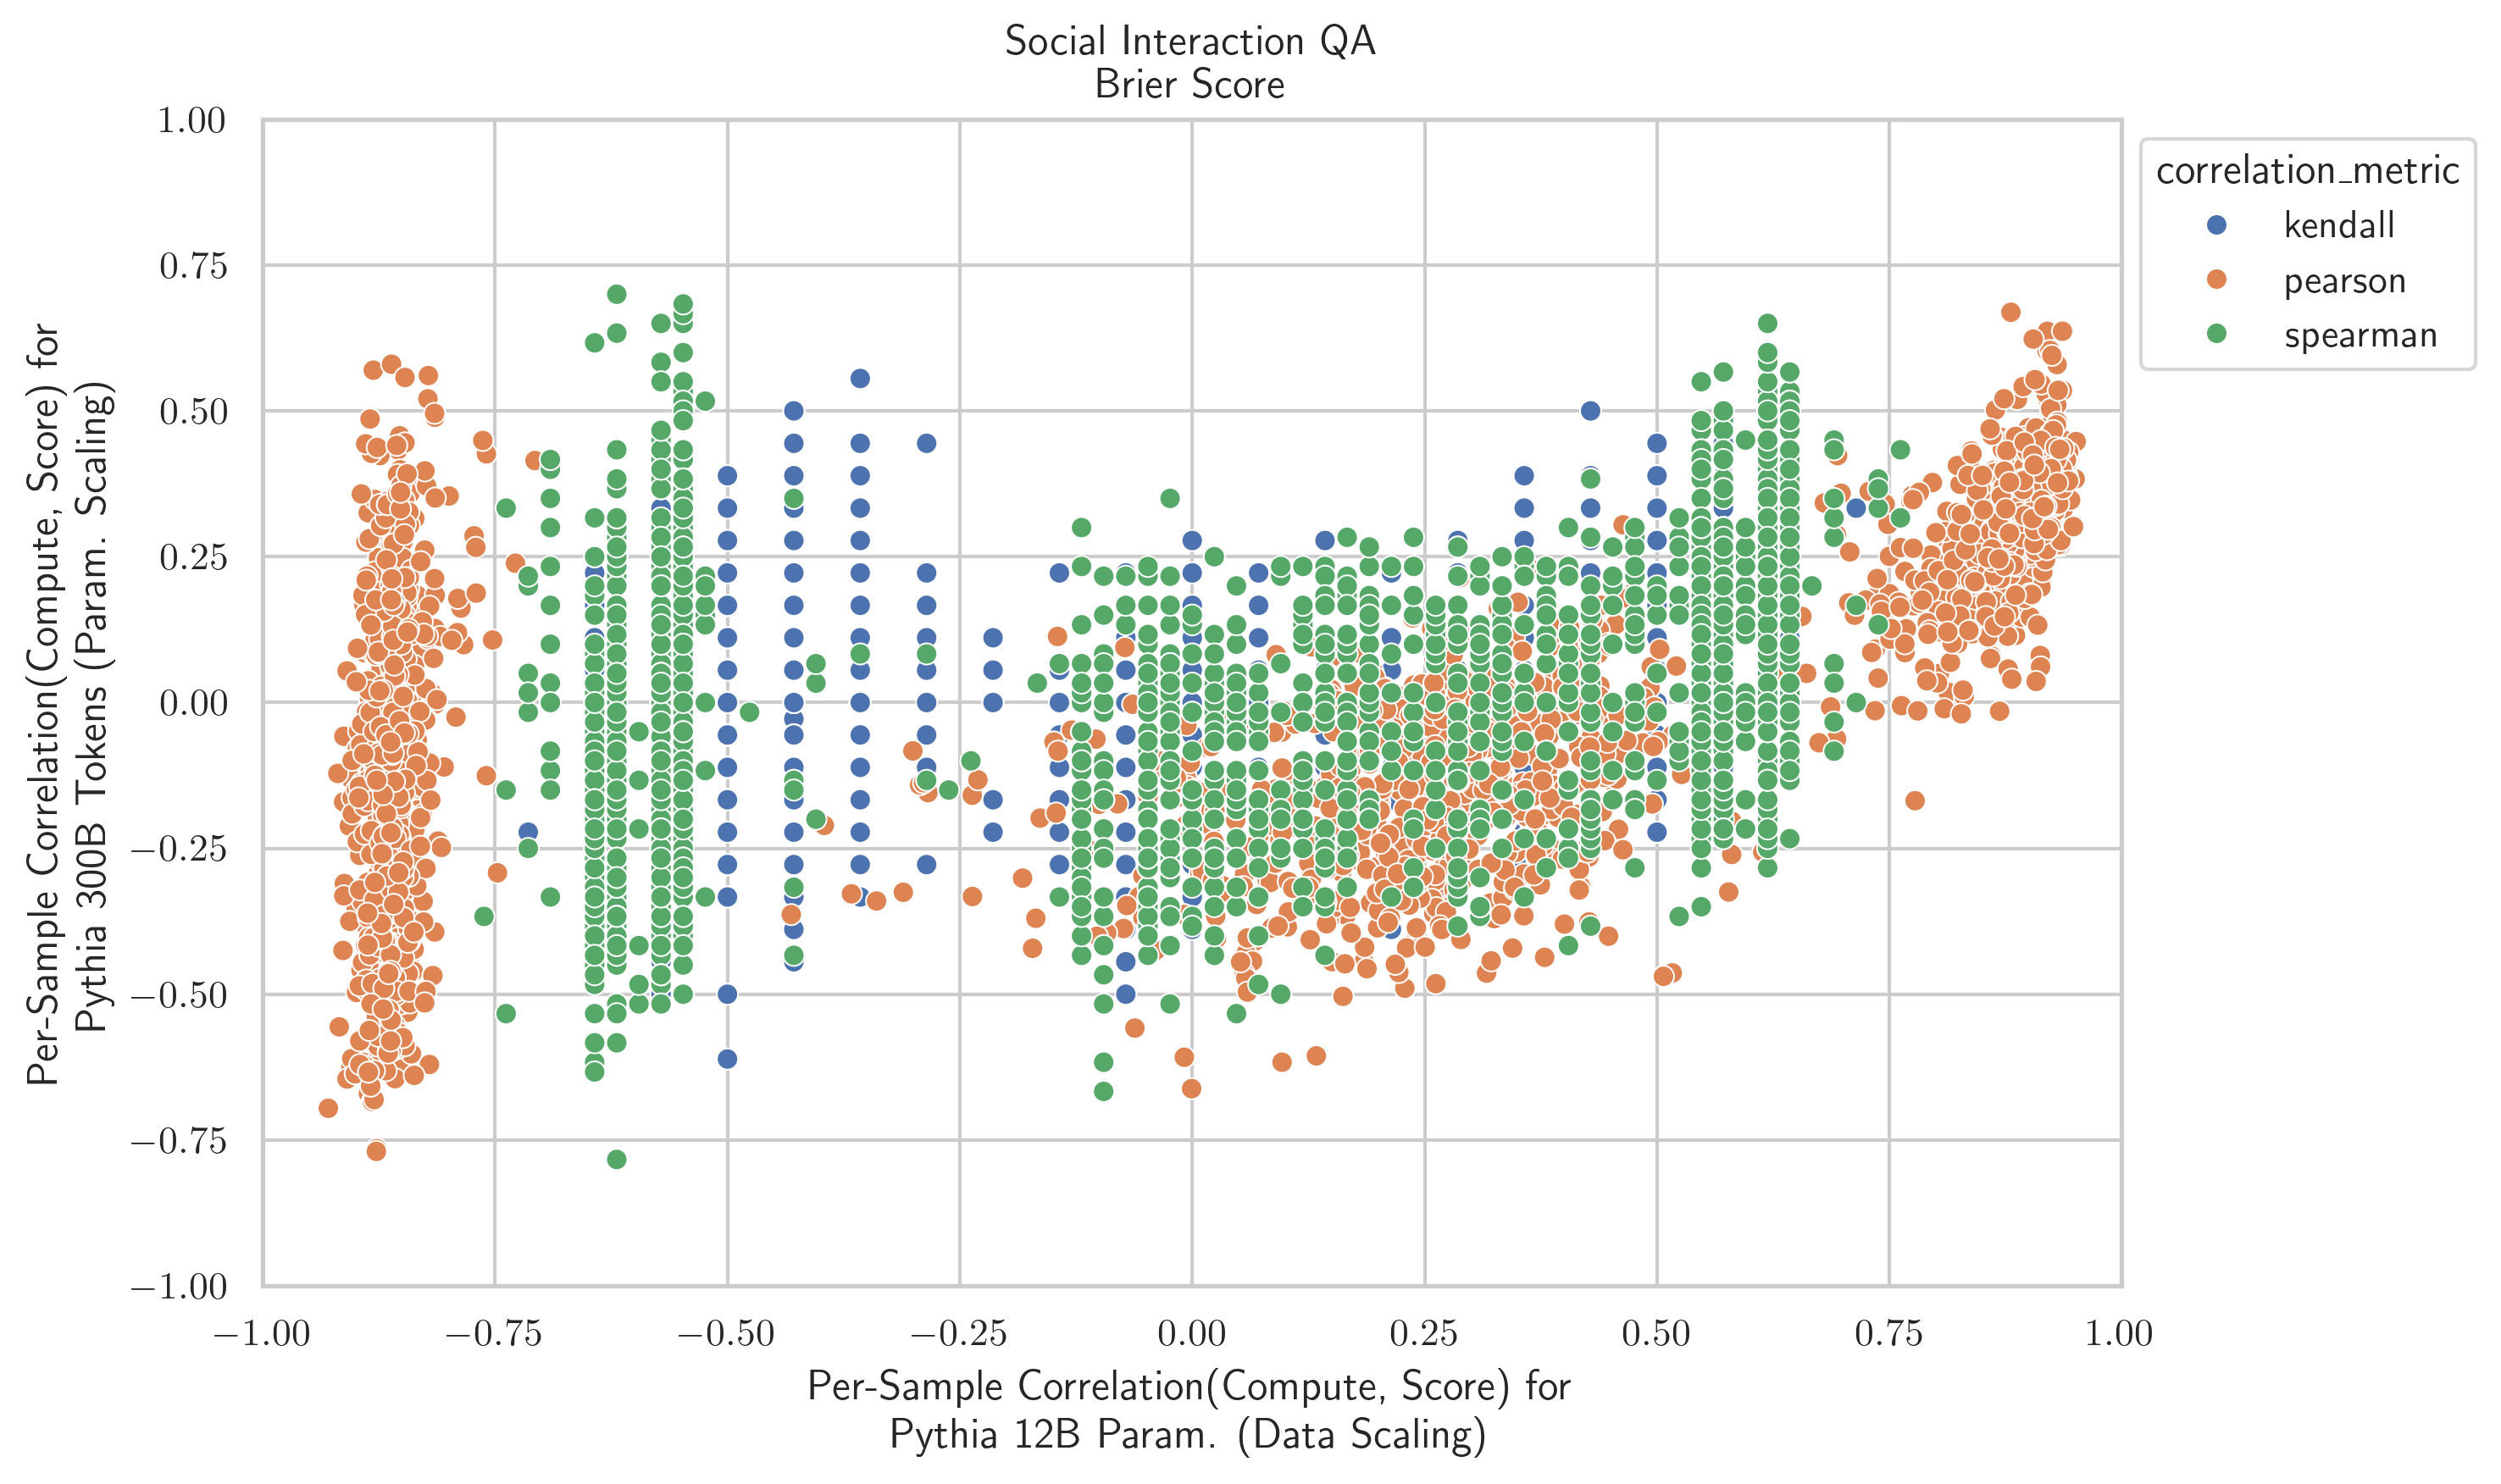 Social Interaction QA
Brier Score
Per-Sample Correlation(Compute, Score) for
Pythia 300B Tokens (Param. Scaling)
1.00
0.75
0.50
0.25
0.00
−0.25
−0.50
−0.75
−1.00
−1.00 −0.75 −0.50 −0.25 0.00 0.25 0.50 0.75 1.00
Per-Sample Correlation(Compute, Score) for
Pythia 12B Param. (Data Scaling)
correlation_metric
kendall
pearson
spearman